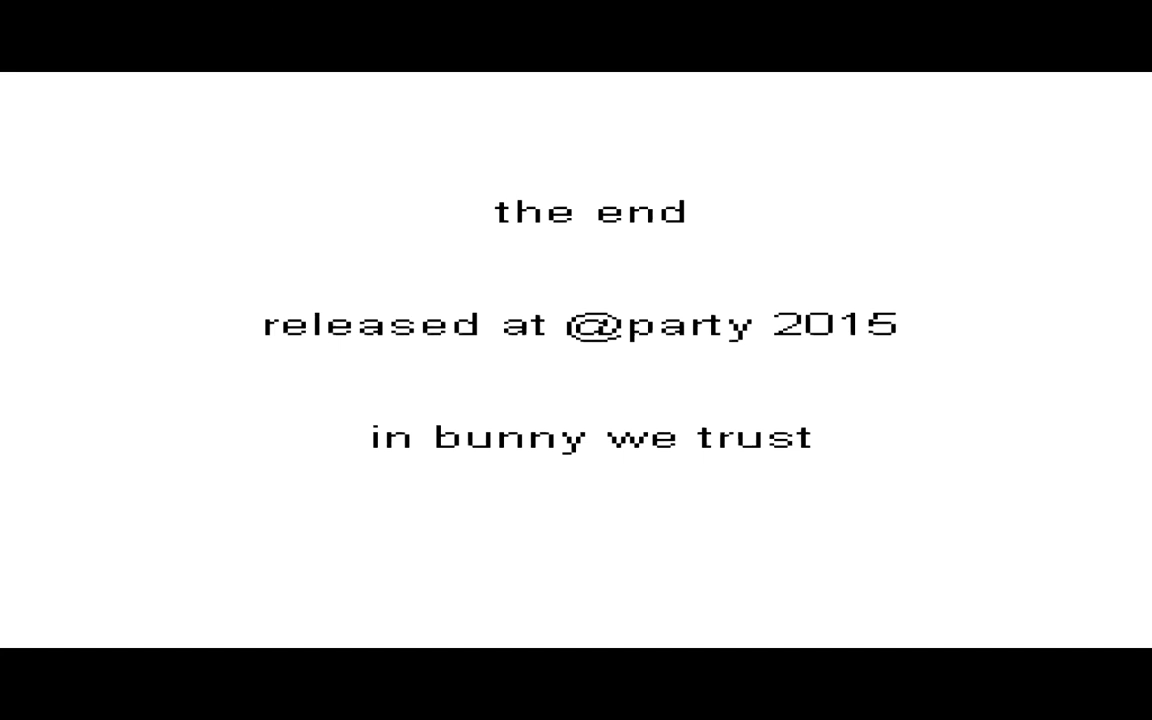 the end
released at @party 2015
in bunny we trust